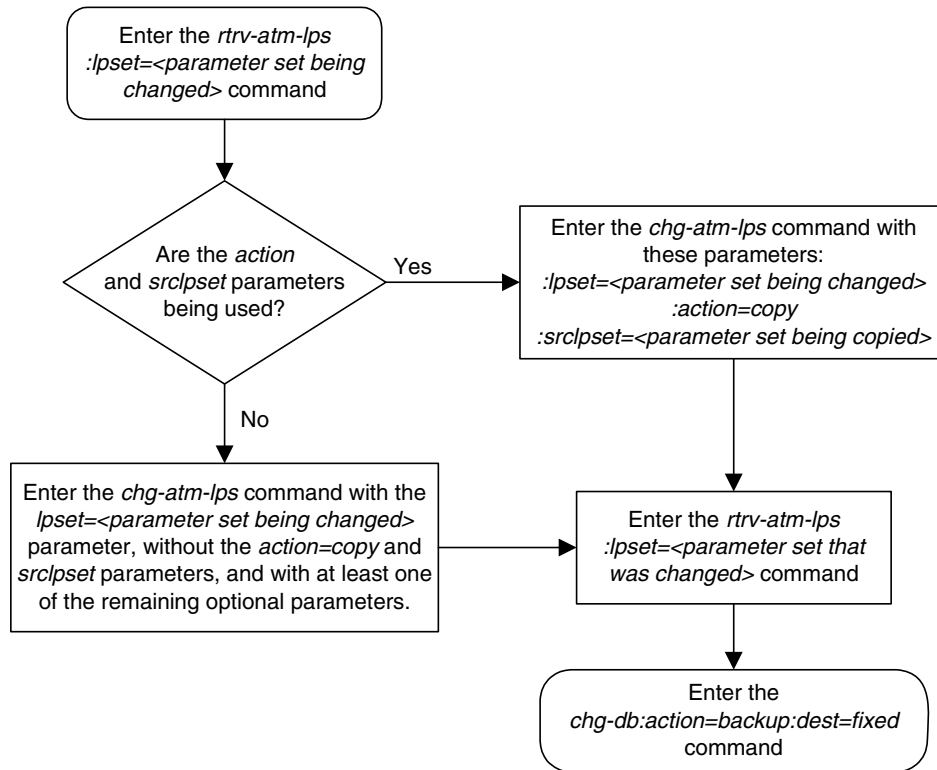 Enter the rtrv-atm-lps
:lpset=<parameter set being
changed> command
Are the action
and srclpset parameters
being used?
Yes
Enter the chg-atm-lps command with
these parameters:
:lpset=<parameter set being changed>
:action=copy
:srclpset=<parameter set being copied>
No
Enter the chg-atm-lps command with the
lpset=<parameter set being changed>
parameter, without the action=copy and
srclpset parameters, and with at least one
of the remaining optional parameters.
Enter the rtrv-atm-lps
:lpset=<parameter set that
was changed> command
Enter the
chg-db:action=backup:dest=fixed
command